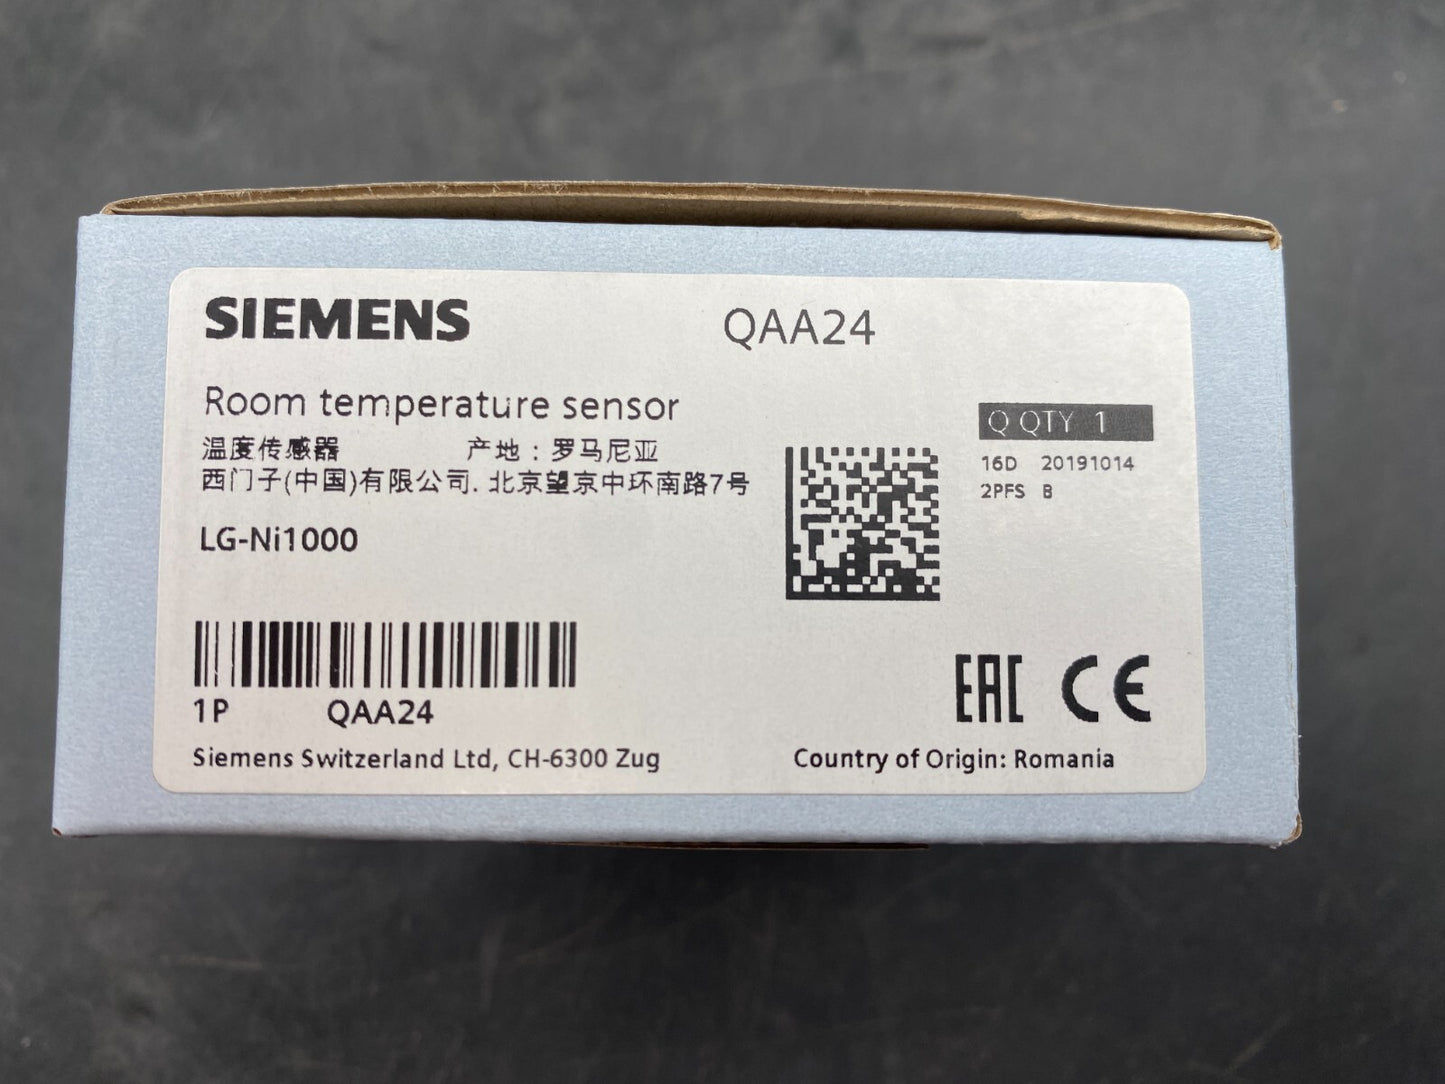 SIEMENS
QAA24
Room temperature sensor
温度传感器 产地：罗马尼亚
西门子(中国)有限公司. 北京望京中环南路7号
LG-Ni1000
Q QTY 1
16D 20191014
2PFS B
1P QAA24
EAC CE
Siemens Switzerland Ltd, CH-6300 Zug
Country of Origin: Romania